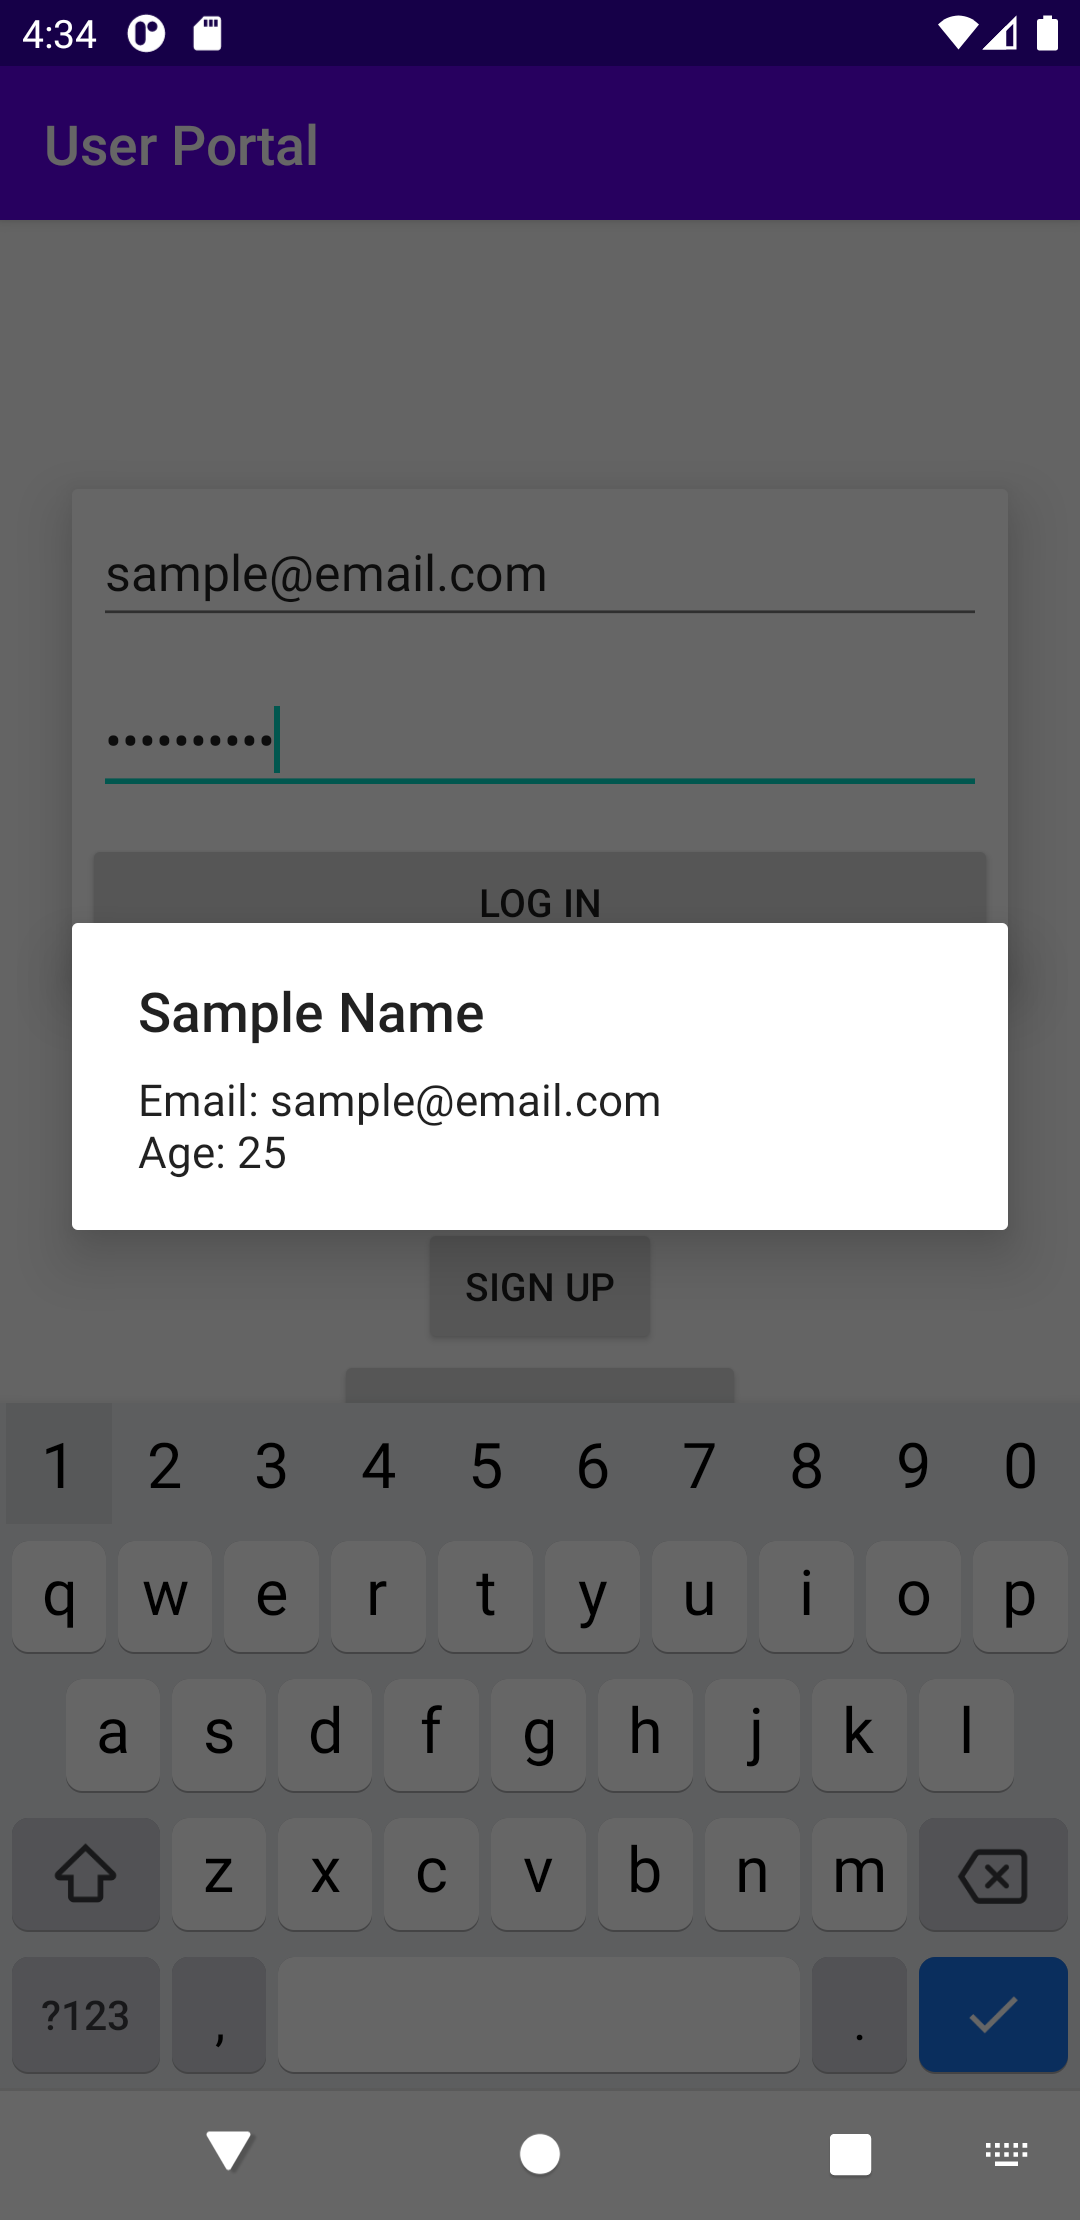 4:34
User Portal
sample@email.com
••••••••••
LOG IN
Sample Name
Email: sample@email.com
Age: 25
SIGN UP
1 2 3 4 5 6 7 8 9 0
q w e r t y u i o p
a s d f g h j k l
z x c v b n m
?123 , .